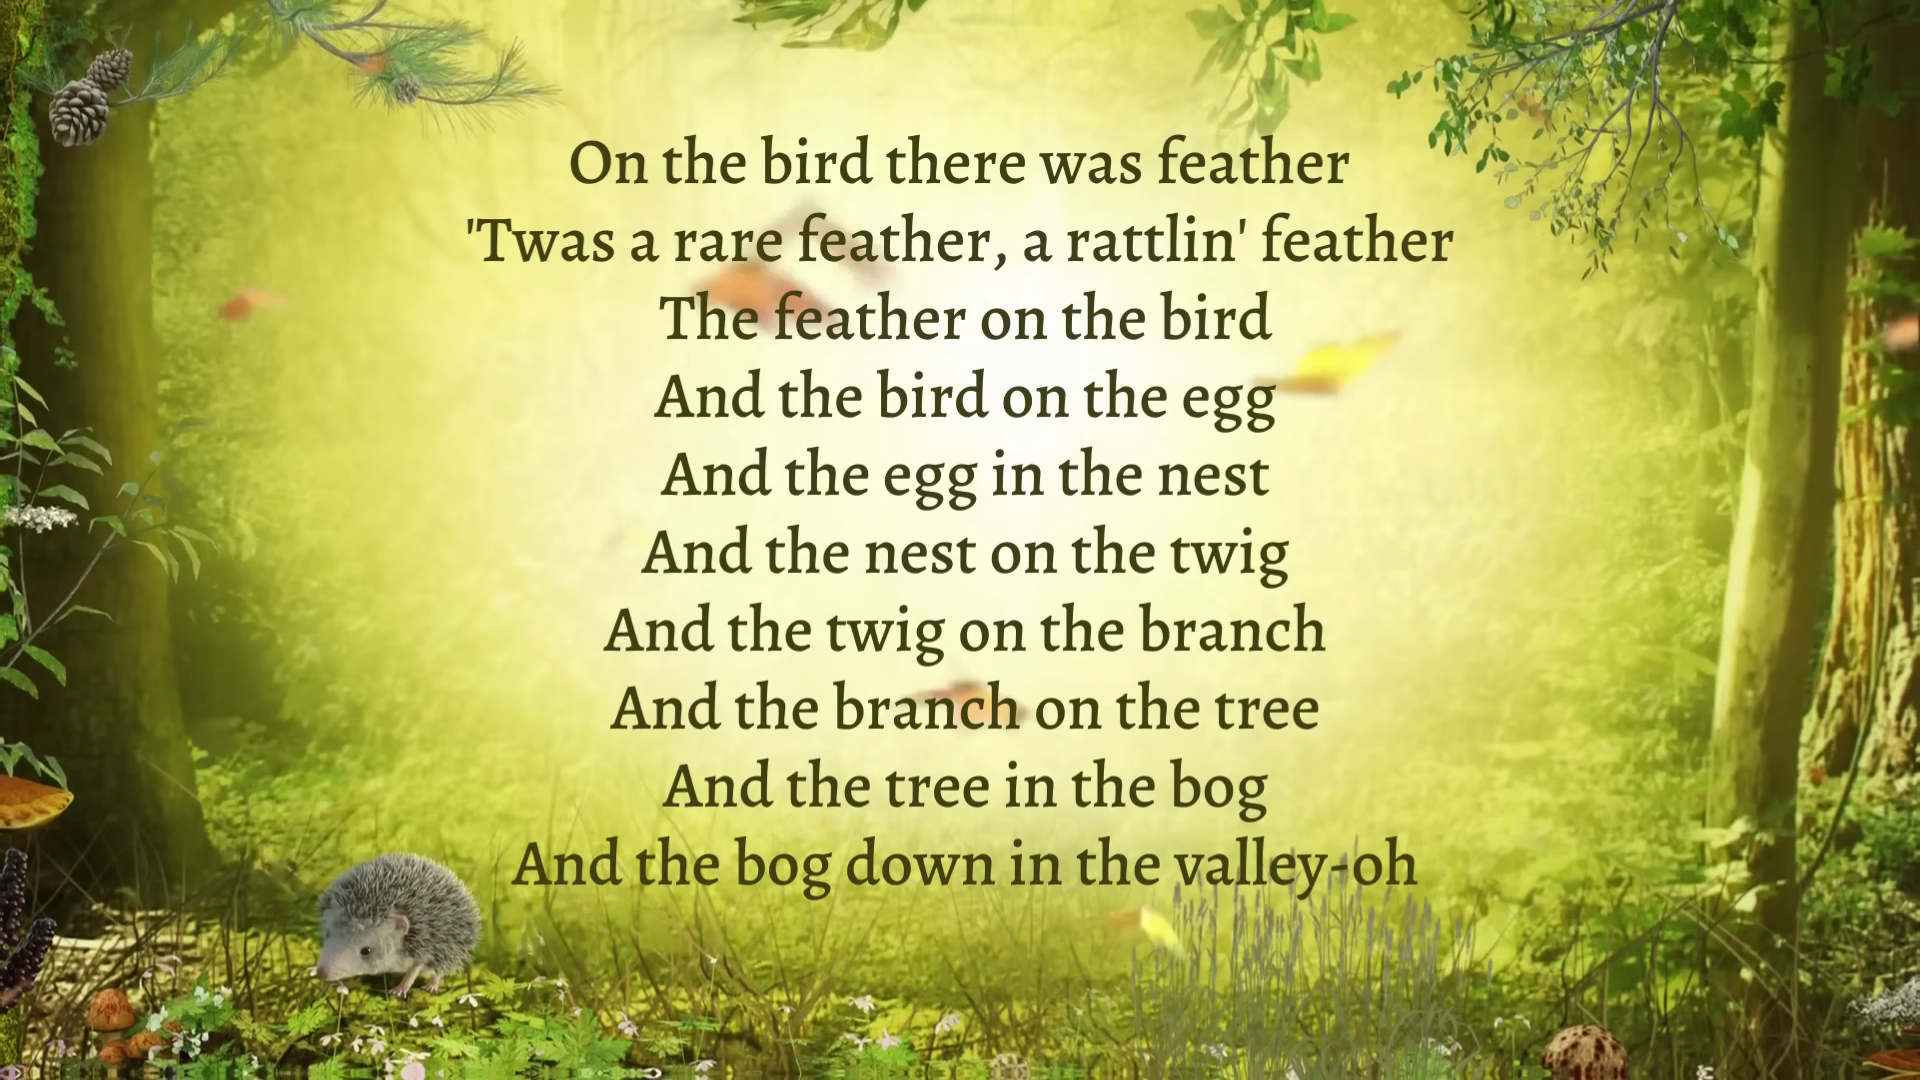 On the bird there was feather
'Twas a rare feather, a rattlin' feather
The feather on the bird
And the bird on the egg
And the egg in the nest
And the nest on the twig
And the twig on the branch
And the branch on the tree
And the tree in the bog
And the bog down in the valley-oh